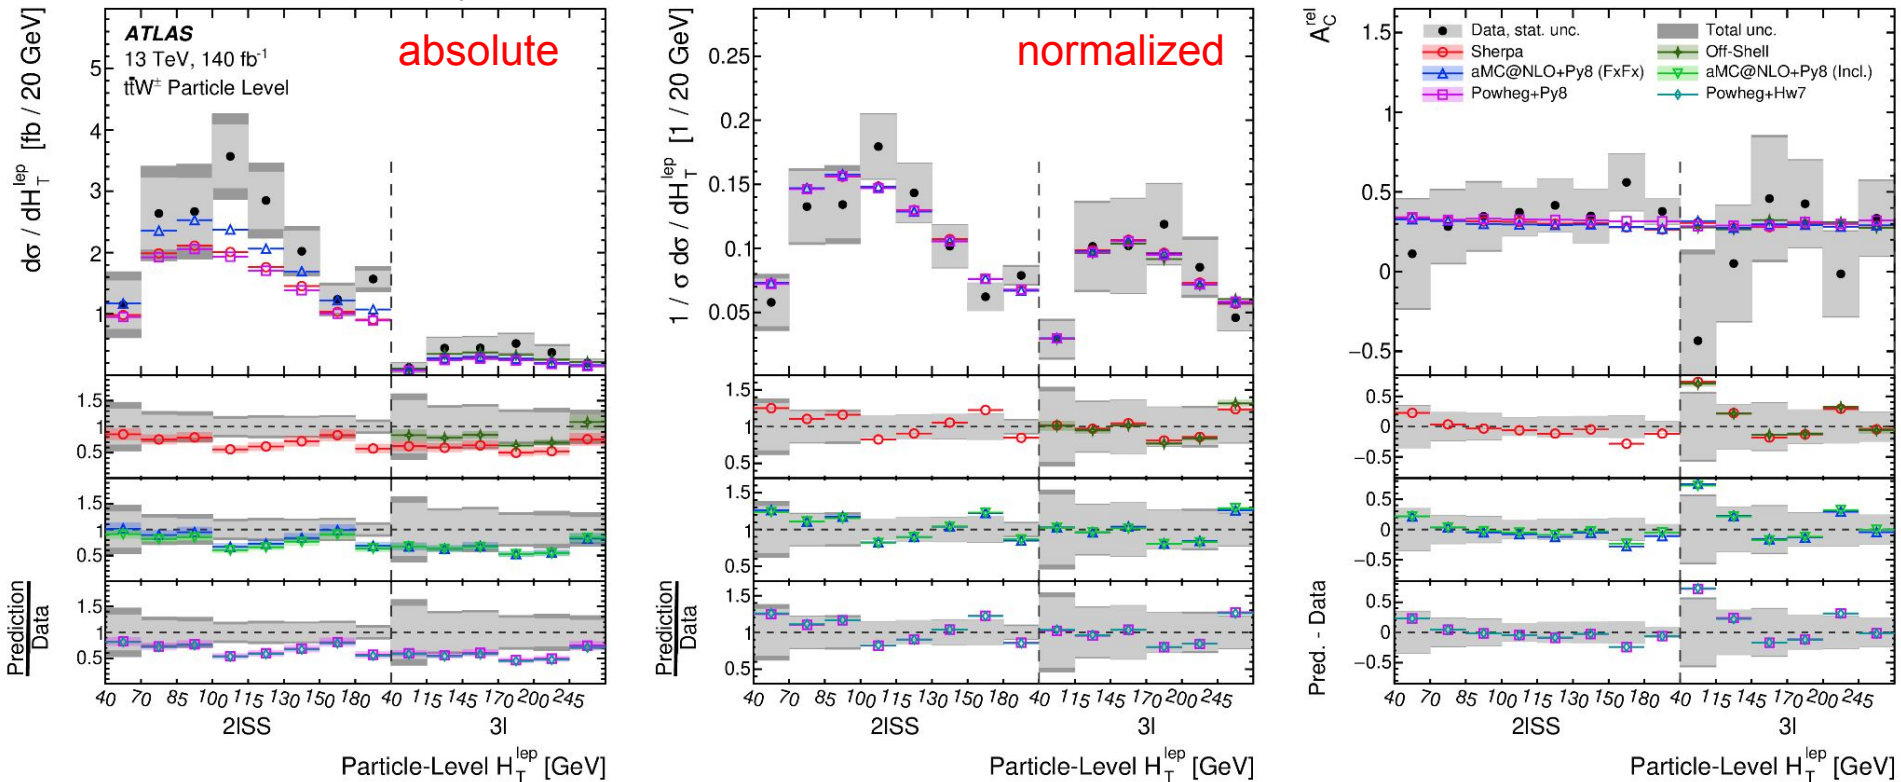 ATLAS
13 TeV, 140 fb⁻¹
tt̄W± Particle Level
absolute
dσ / dH_T^lep [fb / 20 GeV]
5
4
3
2
1
1.5
1
0.5
1.5
1
0.5
1.5
1
0.5
Prediction
Data
40 70 85 100 115 130 150 180 40 115 145 170 200 245
2lSS 3l
Particle-Level H_T^lep [GeV]
normalized
1 / σ dσ / dH_T^lep [1 / 20 GeV]
0.25
0.2
0.15
0.1
0.05
1.5
1
0.5
1.5
1
0.5
1.5
1
0.5
Prediction
Data
40 70 85 100 115 130 150 180 40 115 145 170 200 245
2lSS 3l
Particle-Level H_T^lep [GeV]
A_C^rel
Data, stat. unc. Total unc.
Sherpa Off-Shell
aMC@NLO+Py8 (FxFx) aMC@NLO+Py8 (Incl.)
Powheg+Py8 Powheg+Hw7
1.5
1
0.5
0
−0.5
0.5
0
−0.5
0.5
0
−0.5
0.5
0
−0.5
Pred. - Data
40 70 85 100 115 130 150 180 40 115 145 170 200 245
2lSS 3l
Particle-Level H_T^lep [GeV]